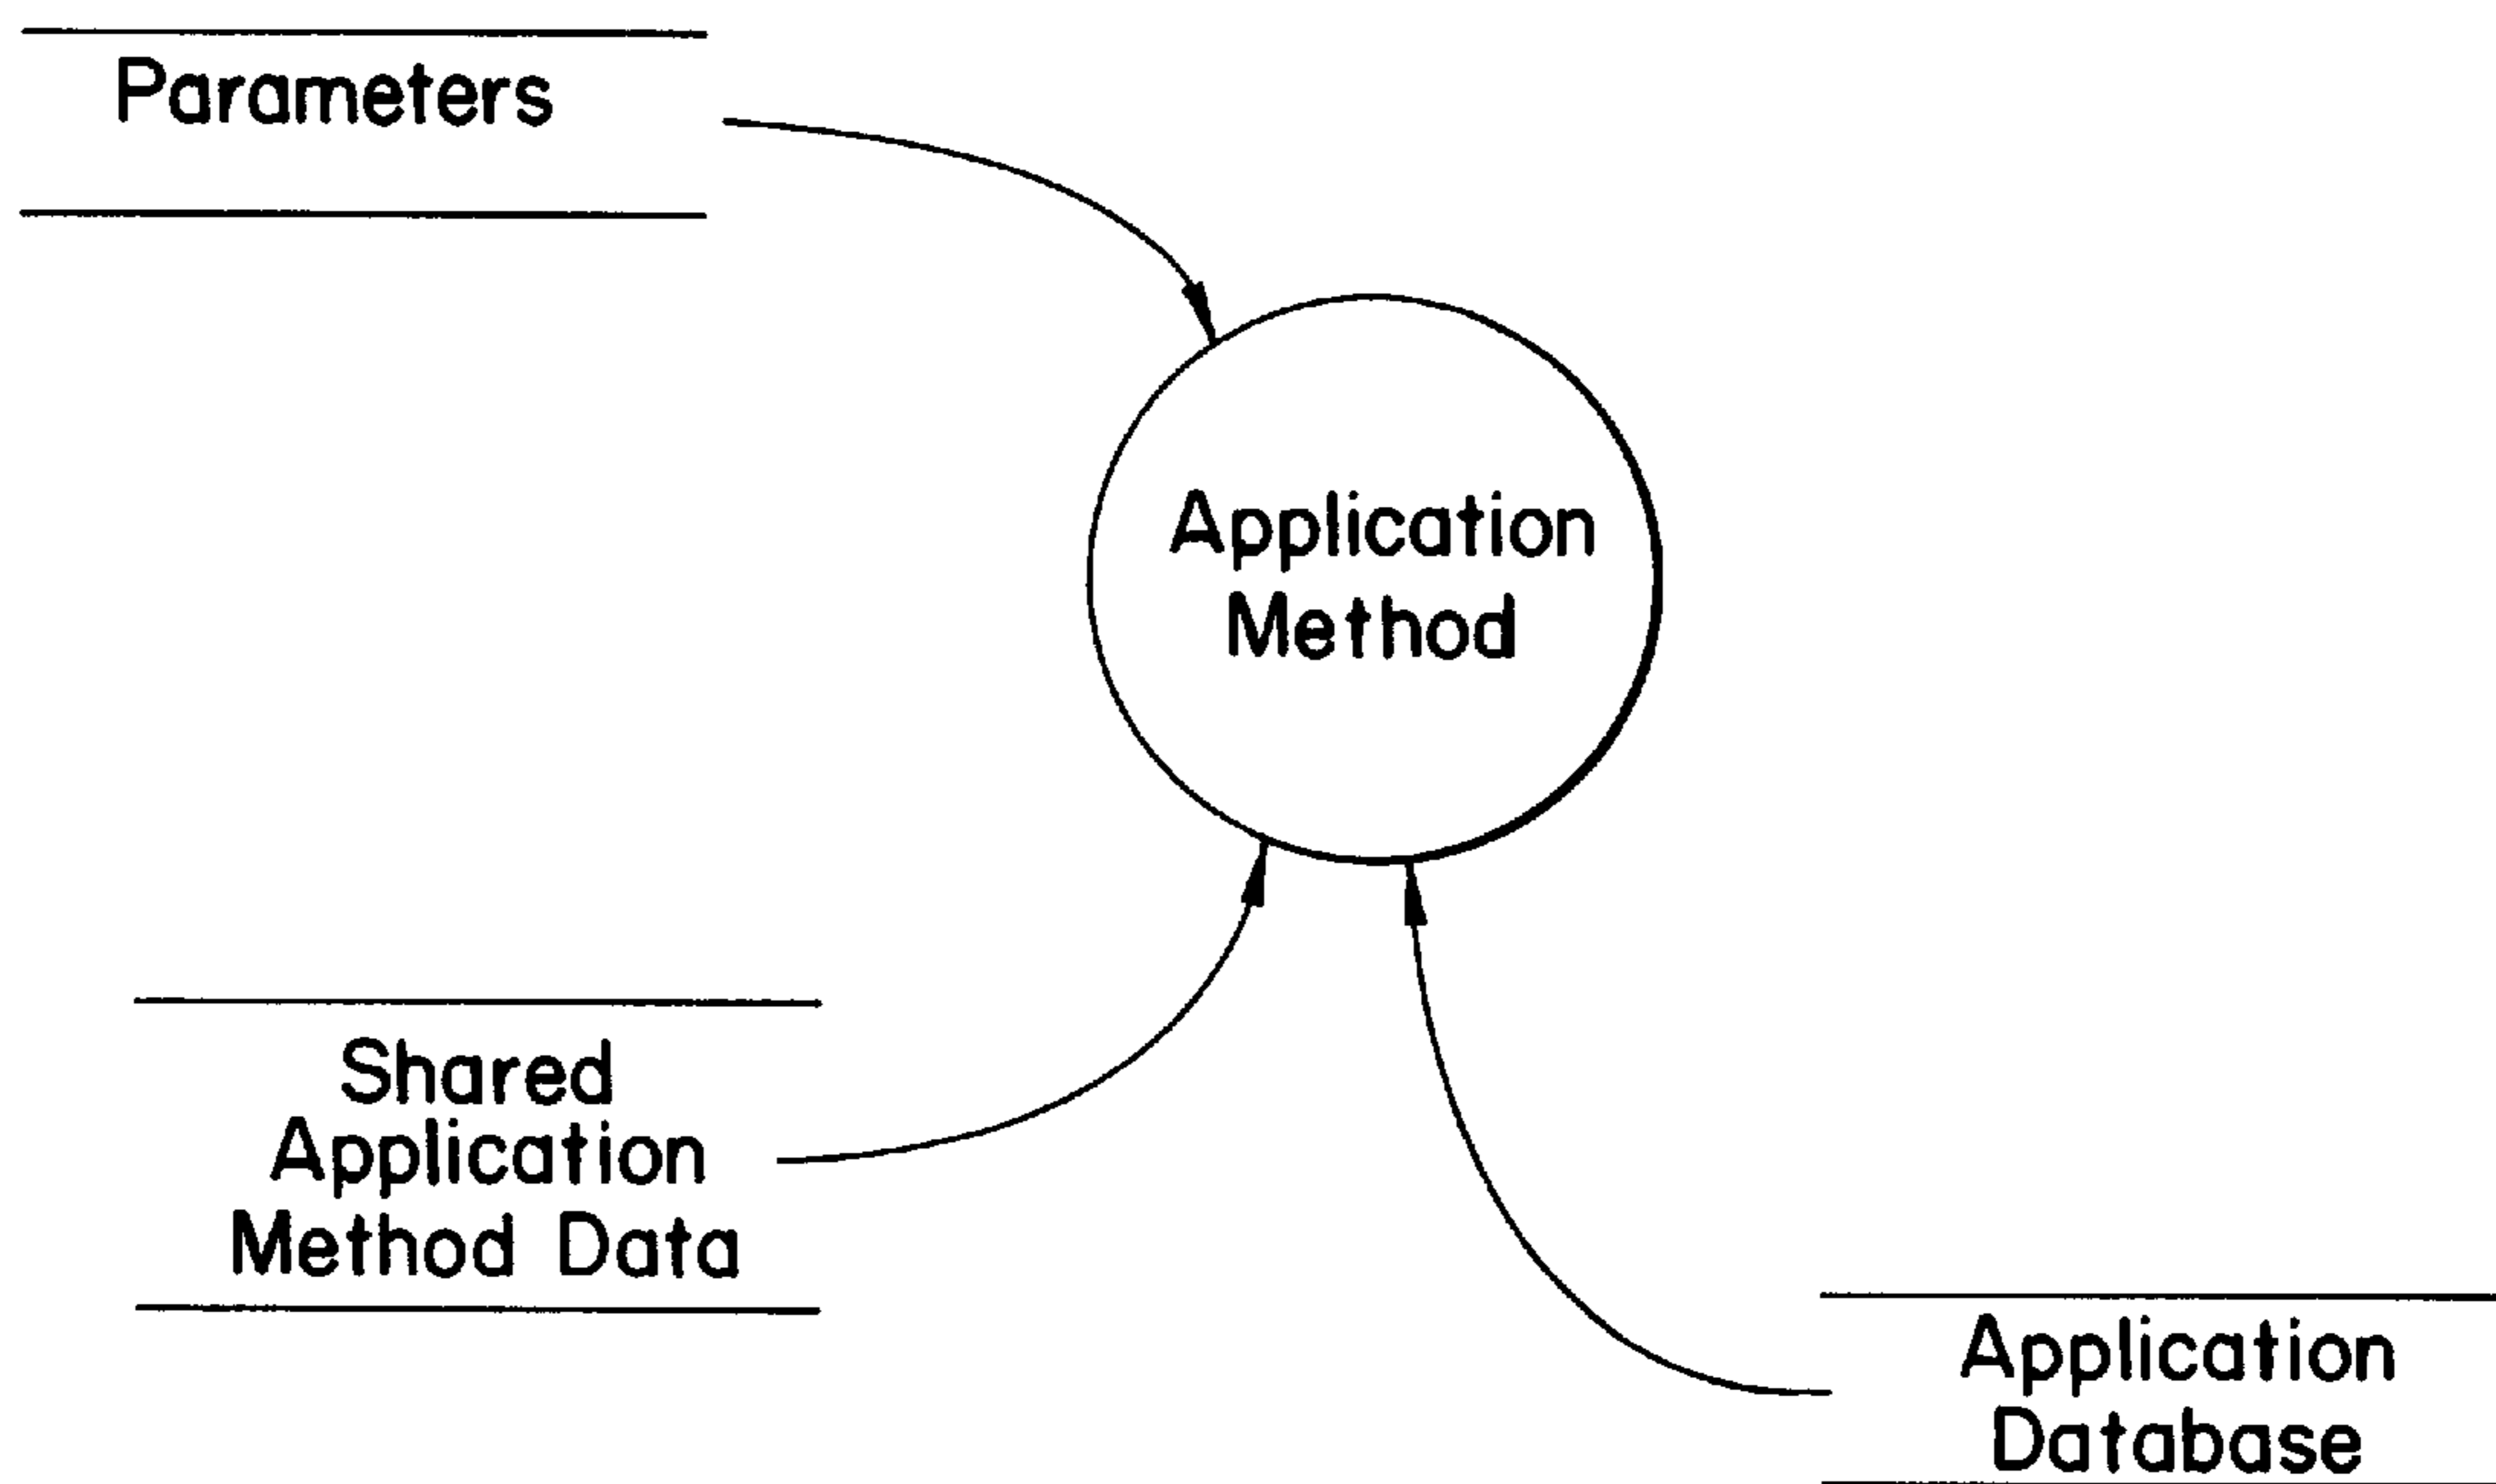 Parameters
Application
Method
Shared
Application
Method Data
Application
Database